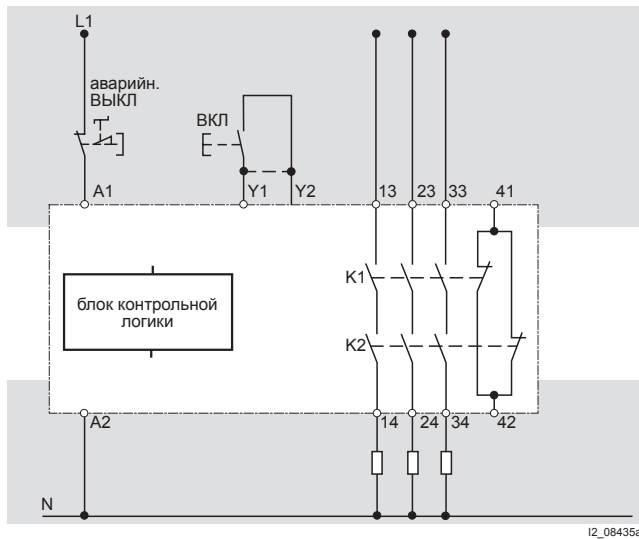 L1
аварийн.
ВЫКЛ
ВКЛ
A1
Y1
Y2
13
23
33
41
K1
блок контрольной
логики
K2
A2
14
24
34
42
N
I2_08435a